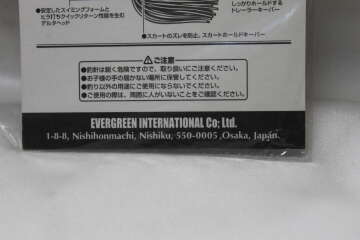 ●安定したスイミングフォームと
ヒラ打ちクイックリターン性能を生む
デルタヘッド
しっかりホールドする
トレーラーキーパー
●スカートのズレを防止。スカートホールドキーパー
⚠ご注意
●釣針は鋭く危険ですので、取り扱いにご注意ください。
●お子様の手の届かない場所に保管してください。
●釣り以外の用途にご使用にならないでください。
●ご使用の際は、周囲に人がいないことをご確認ください。
EVERGREEN INTERNATIONAL Co; Ltd.
1-8-8, Nishihonmachi, Nishiku, 550-0005 ,Osaka, Japan.